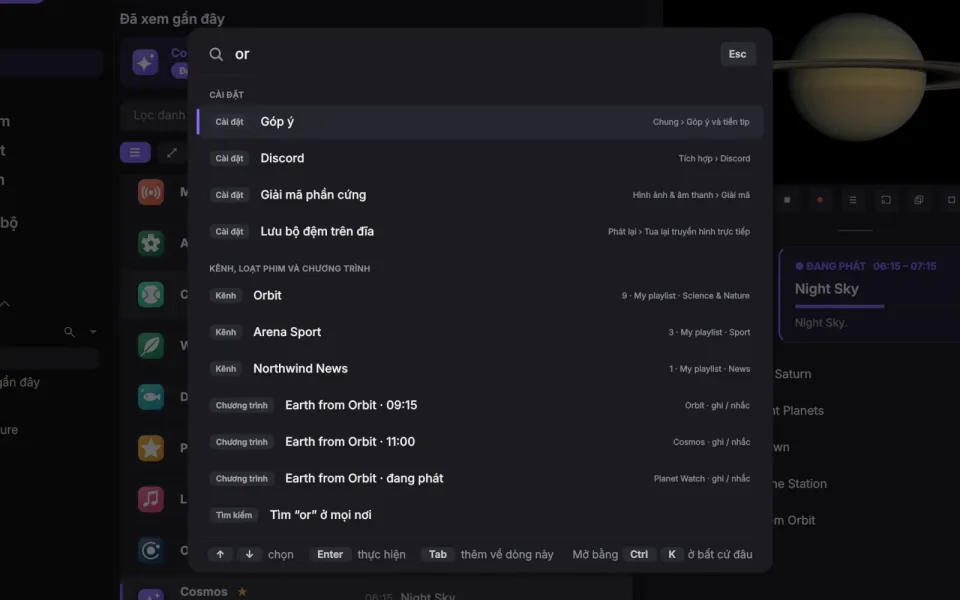 Đã xem gần đây
or
Esc
CÀI ĐẶT
Cài đặt Góp ý Chung › Góp ý và tiền tip
Cài đặt Discord Tích hợp › Discord
Cài đặt Giải mã phần cứng Hình ảnh & âm thanh › Giải mã
Cài đặt Lưu bộ đệm trên đĩa Phát lại › Tua lại truyền hình trực tiếp
KÊNH, LOẠT PHIM VÀ CHƯƠNG TRÌNH
Kênh Orbit 9 · My playlist · Science & Nature
Kênh Arena Sport 3 · My playlist · Sport
Kênh Northwind News 1 · My playlist · News
Chương trình Earth from Orbit · 09:15 Orbit · ghi / nhắc
Chương trình Earth from Orbit · 11:00 Cosmos · ghi / nhắc
Chương trình Earth from Orbit · đang phát Planet Watch · ghi / nhắc
Tìm kiếm Tìm “or” ở mọi nơi
↑ ↓ chọn Enter thực hiện Tab thêm về dòng này Mở bằng Ctrl K ở bất cứ đâu
Lọc danh
bộ
gần đây
Cosmos ★
06:15 Night Sky
ĐANG PHÁT 06:15 – 07:15
Night Sky
Night Sky.
Saturn
Planets
Station
Orbit